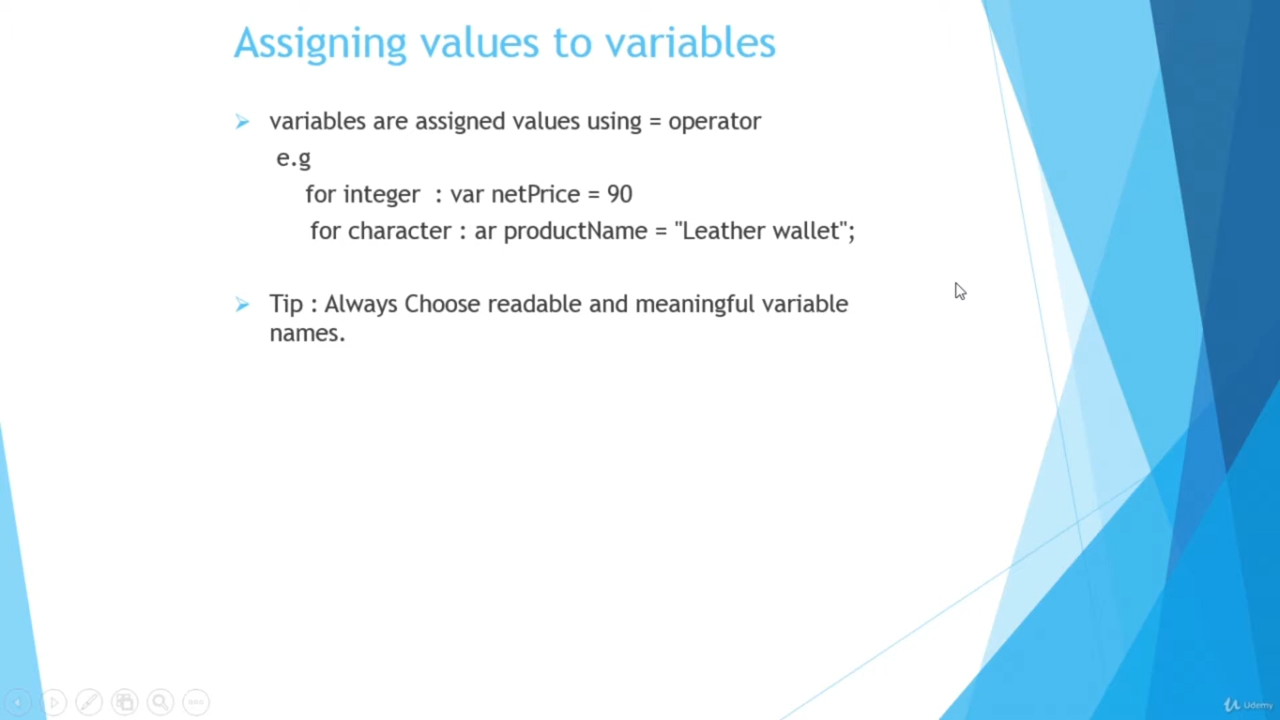 Assigning values to variables
variables are assigned values using = operator
e.g
for integer : var netPrice = 90
for character : ar productName = "Leather wallet";
Tip : Always Choose readable and meaningful variable
names.
Udemy